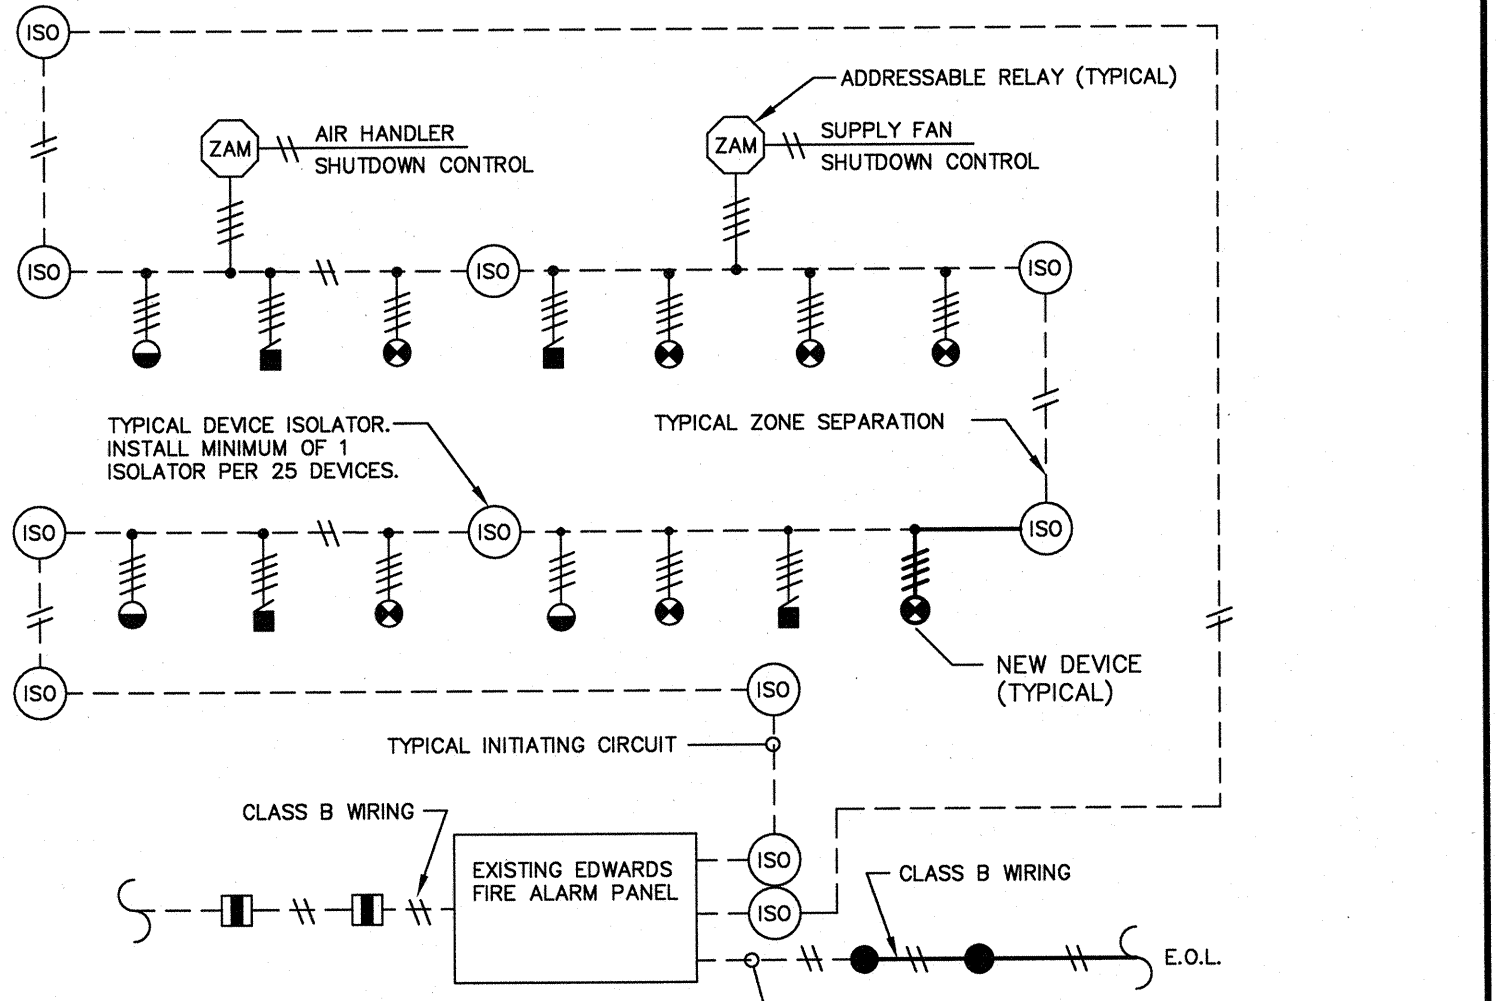 ISO
ADDRESSABLE RELAY (TYPICAL)
ZAM
AIR HANDLER
SHUTDOWN CONTROL
ZAM
SUPPLY FAN
SHUTDOWN CONTROL
ISO
ISO
ISO
TYPICAL DEVICE ISOLATOR.
INSTALL MINIMUM OF 1
ISOLATOR PER 25 DEVICES.
TYPICAL ZONE SEPARATION
ISO
ISO
ISO
NEW DEVICE
(TYPICAL)
ISO
ISO
TYPICAL INITIATING CIRCUIT
CLASS B WIRING
EXISTING EDWARDS
FIRE ALARM PANEL
ISO
ISO
CLASS B WIRING
E.O.L.